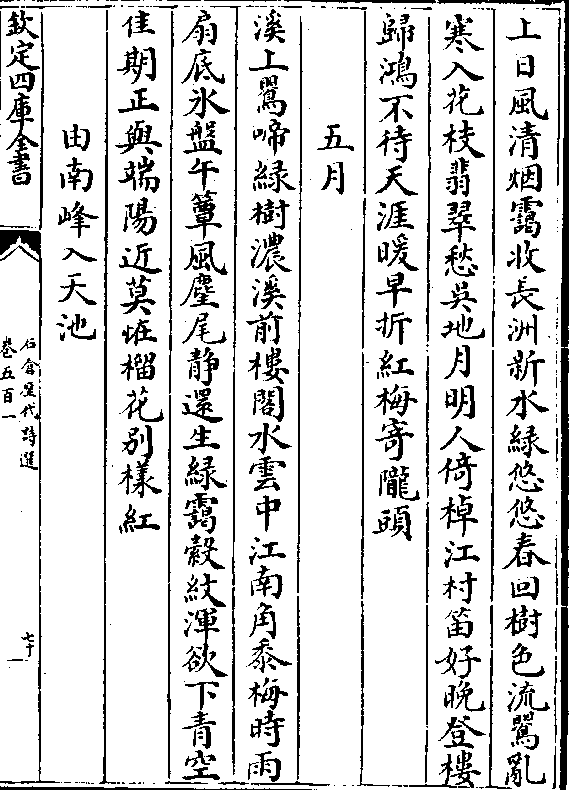 上日風清烟靄收長洲新水綠悠悠春回樹色流鶯亂
寒入花枝翡翠愁吳地月明人倚棹江村笛好晚登樓
歸鴻不待天涯暖早折紅梅寄隴頭
五月
溪上鶯啼綠樹濃溪前樓閣水雲中江南角黍梅時雨
扇底氷盤午簟風麈尾静還生綠靄縠紋渾欲下青空
佳期正與端陽近莫怪榴花别樣紅
由南峰入天池
欽定四庫全書
石倉歷代詩選
卷五百一
七十一